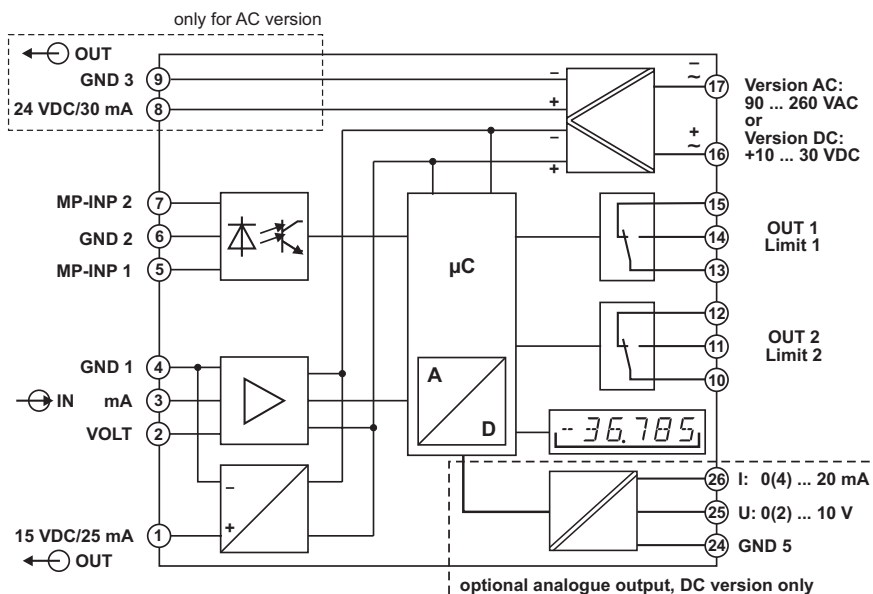 only for AC version
OUT
GND 3
9
24 VDC/30 mA
8
–
+
–
+
–
~
17
+
~
16
Version AC:
90 ... 260 VAC
or
Version DC:
+10 ... 30 VDC
MP-INP 2
7
GND 2
6
MP-INP 1
5
µC
15
14
13
OUT 1
Limit 1
12
11
10
OUT 2
Limit 2
GND 1
4
IN
mA
3
VOLT
2
A
D
-36.785
–
+
15 VDC/25 mA
1
OUT
26
I: 0(4) ... 20 mA
25
U: 0(2) ... 10 V
24
GND 5
optional analogue output, DC version only